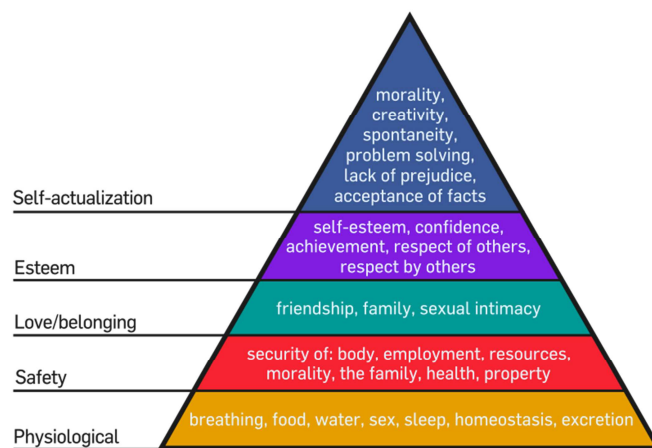 morality,
creativity,
spontaneity,
problem solving,
lack of prejudice,
acceptance of facts
Self-actualization
self-esteem, confidence,
achievement, respect of others,
respect by others
Esteem
friendship, family, sexual intimacy
Love/belonging
security of: body, employment, resources,
morality, the family, health, property
Safety
breathing, food, water, sex, sleep, homeostasis, excretion
Physiological